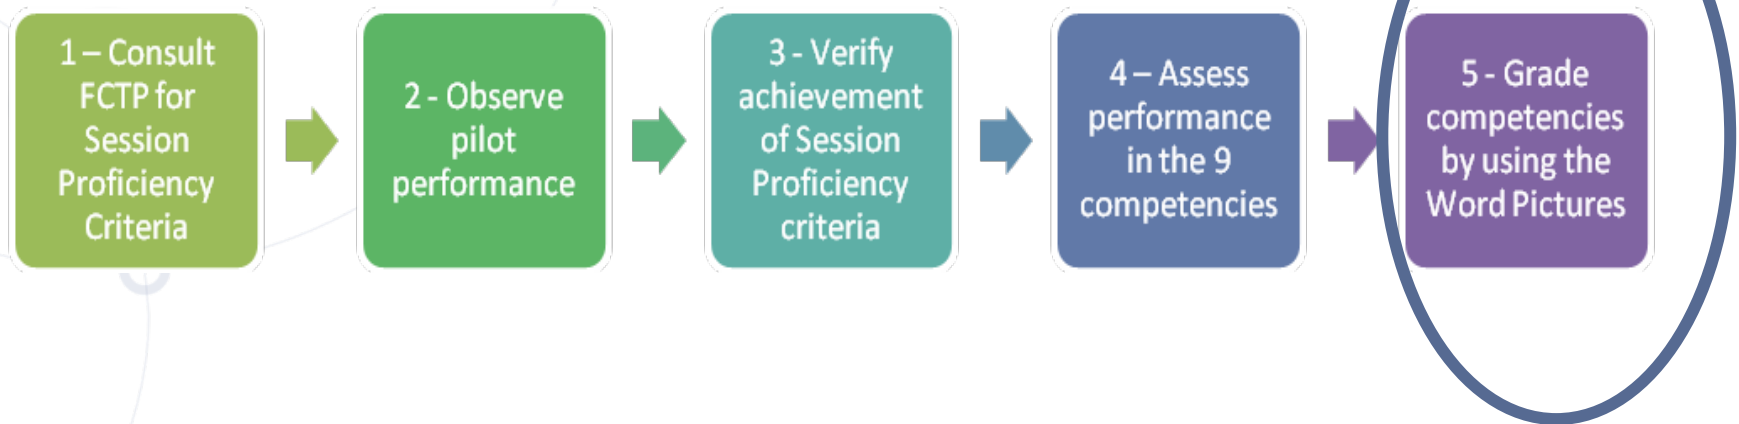 1 – Consult
FCTP for
Session
Proficiency
Criteria
2 - Observe
pilot
performance
3 - Verify
achievement
of Session
Proficiency
criteria
4 – Assess
performance
in the 9
competencies
5 - Grade
competencies
by using the
Word Pictures